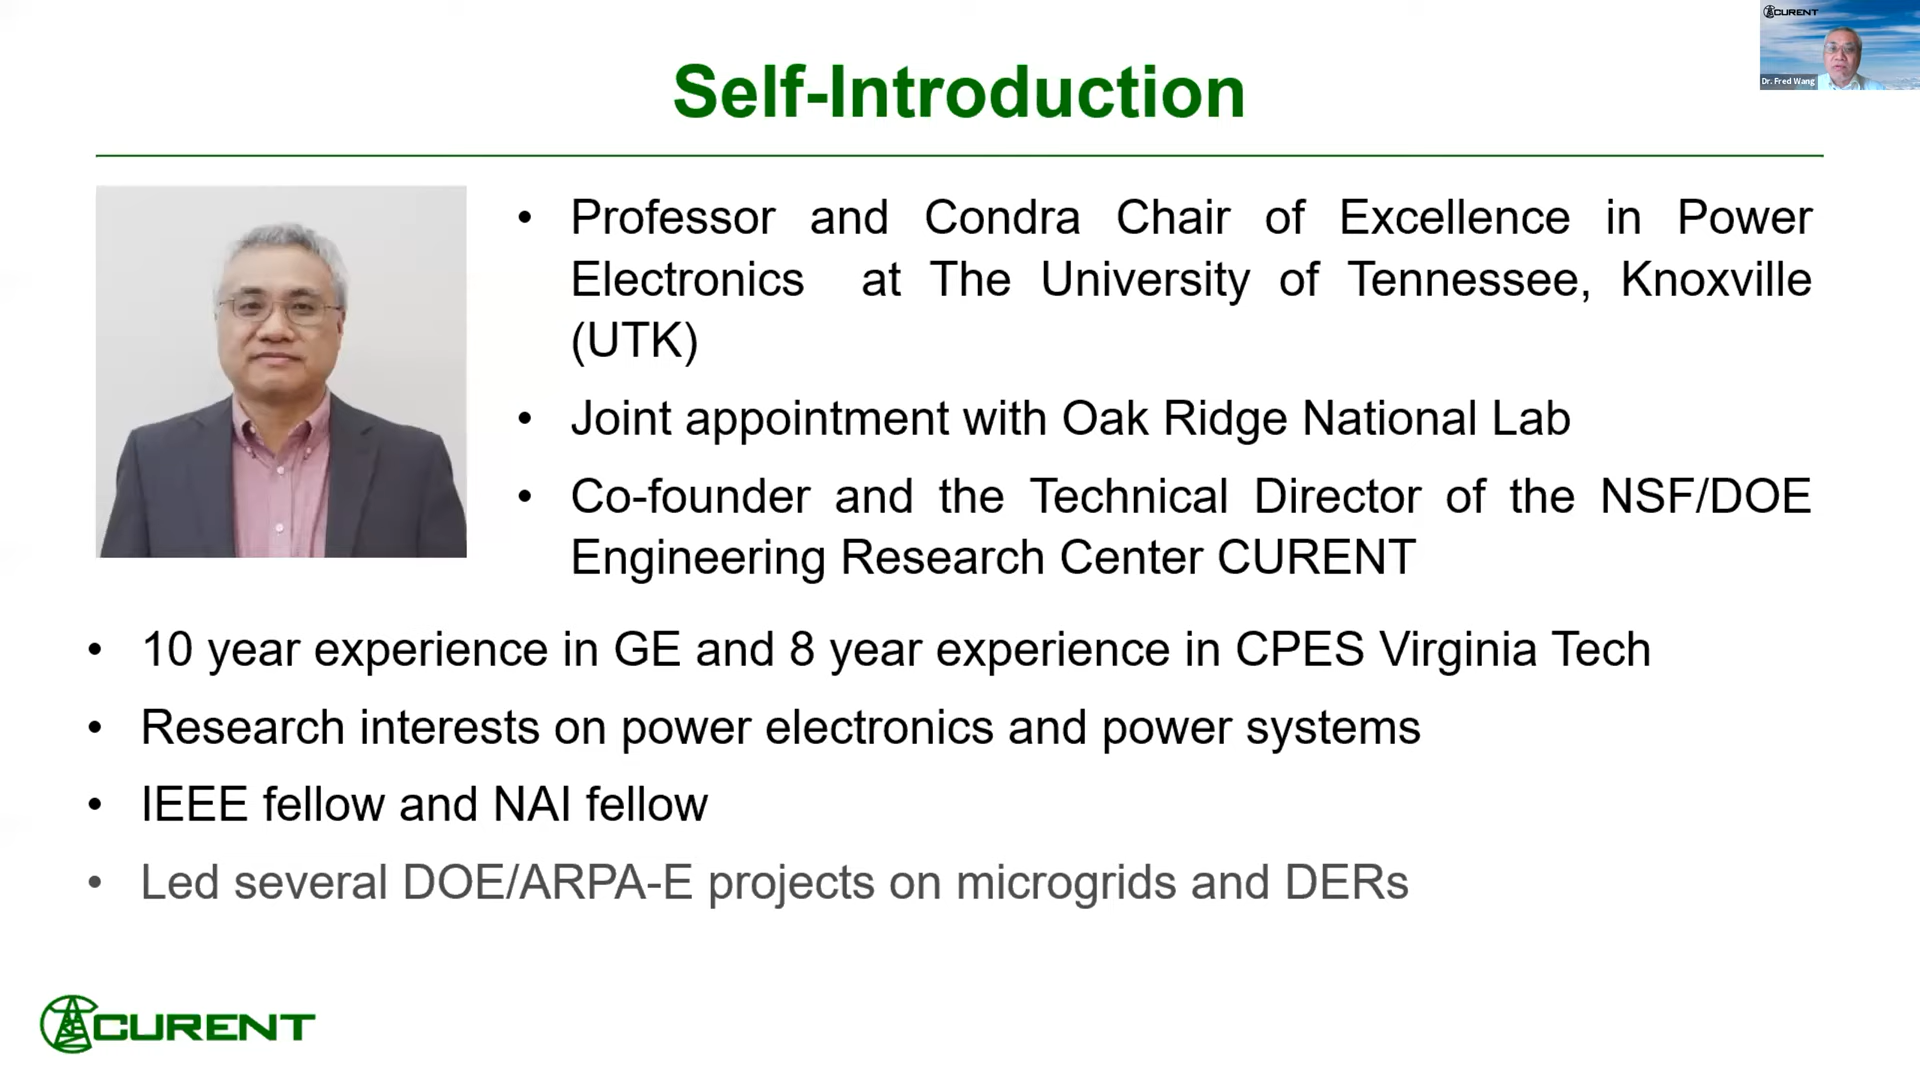 CURENT
Dr. Fred Wang
Self-Introduction
• Professor and Condra Chair of Excellence in Power
Electronics at The University of Tennessee, Knoxville
(UTK)
• Joint appointment with Oak Ridge National Lab
• Co-founder and the Technical Director of the NSF/DOE
Engineering Research Center CURENT
• 10 year experience in GE and 8 year experience in CPES Virginia Tech
• Research interests on power electronics and power systems
• IEEE fellow and NAI fellow
• Led several DOE/ARPA-E projects on microgrids and DERs
CURENT